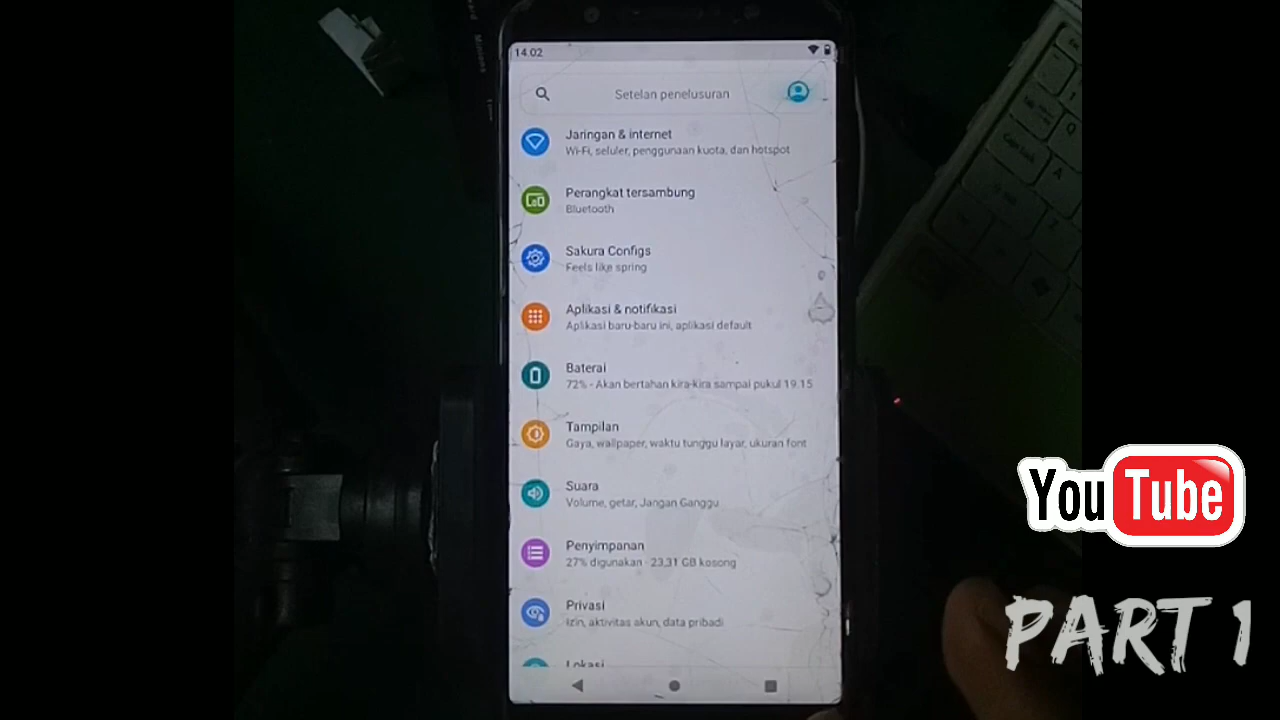 14.02
Setelan penelusuran
Jaringan & internet
Wi-Fi, seluler, penggunaan kuota, dan hotspot
Perangkat tersambung
Bluetooth
Sakura Configs
Feels like spring
Aplikasi & notifikasi
Aplikasi baru-baru ini, aplikasi default
Baterai
72% - Akan bertahan kira-kira sampai pukul 19.15
Tampilan
Gaya, wallpaper, waktu tunggu layar, ukuran font
Suara
Volume, getar, Jangan Ganggu
Penyimpanan
27% digunakan - 23,31 GB kosong
Privasi
Izin, aktivitas akun, data pribadi
Lokasi
Caps Lock
A
Q
YouTube
PART 1